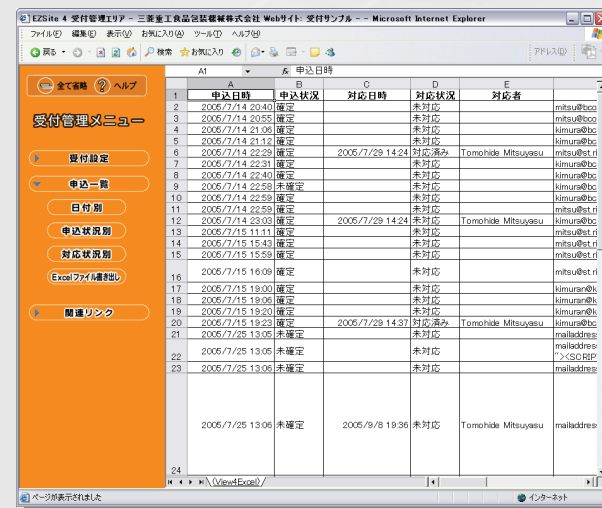 EZSite 4 受付管理エリア - 三菱重工食品包装機械株式会社 Webサイト: 受付サンプル - - Microsoft Internet Explorer
ファイル(F) 編集(E) 表示(V) お気に入り(A) ツール(T) ヘルプ(H)
戻る 検索 お気に入り アドレス(D)
全て省略 ヘルプ
受付管理メニュー
受付設定
申込一覧
日付別
申込状況別
対応状況別
Excelファイル書き出し
関連リンク
A1 fx 申込日時
A B C D E
1 申込日時 申込状況 対応日時 対応状況 対応者
2 2005/7/14 20:40 確定 未対応 mitsu@bco
3 2005/7/14 20:55 確定 未対応 mitsu@bco
4 2005/7/14 21:06 確定 未対応 kimura@bc
5 2005/7/14 21:12 確定 未対応 kimura@bc
6 2005/7/14 22:29 確定 2005/7/29 14:24 対応済み Tomohide Mitsuyasu mitsu@st.ri
7 2005/7/14 22:31 確定 未対応 kimura@bc
8 2005/7/14 22:40 確定 未対応 kimura@bc
9 2005/7/14 22:58 未確定 未対応 kimura@bc
10 2005/7/14 22:59 確定 未対応 kimura@bc
11 2005/7/14 22:59 確定 未対応 mitsu@st.ri
12 2005/7/14 23:03 確定 2005/7/29 14:24 未対応 Tomohide Mitsuyasu kimura@bc
13 2005/7/15 11:11 確定 未対応 mitsu@st.ri
14 2005/7/15 15:43 確定 未対応 mitsu@st.ri
15 2005/7/15 15:59 確定 未対応 mitsu@st.ri
16 2005/7/15 16:09 確定 未対応 mitsu@st.ri
17 2005/7/15 19:00 確定 未対応 kimuran@k
18 2005/7/15 19:06 確定 未対応 kimuran@k
19 2005/7/15 19:20 確定 未対応 kimuran@k
20 2005/7/15 19:23 確定 2005/7/29 14:37 対応済み Tomohide Mitsuyasu kimura@bc
21 2005/7/25 13:05 未確定 未対応 mailaddres
22 2005/7/25 13:05 未確定 未対応 mailaddres
"><SCRIP
23 2005/7/25 13:06 未確定 未対応 mailaddres
24 2005/7/25 13:06 未確定 2005/9/8 19:36 未対応 Tomohide Mitsuyasu mailaddres
(View4Excel)
ページが表示されました インターネット